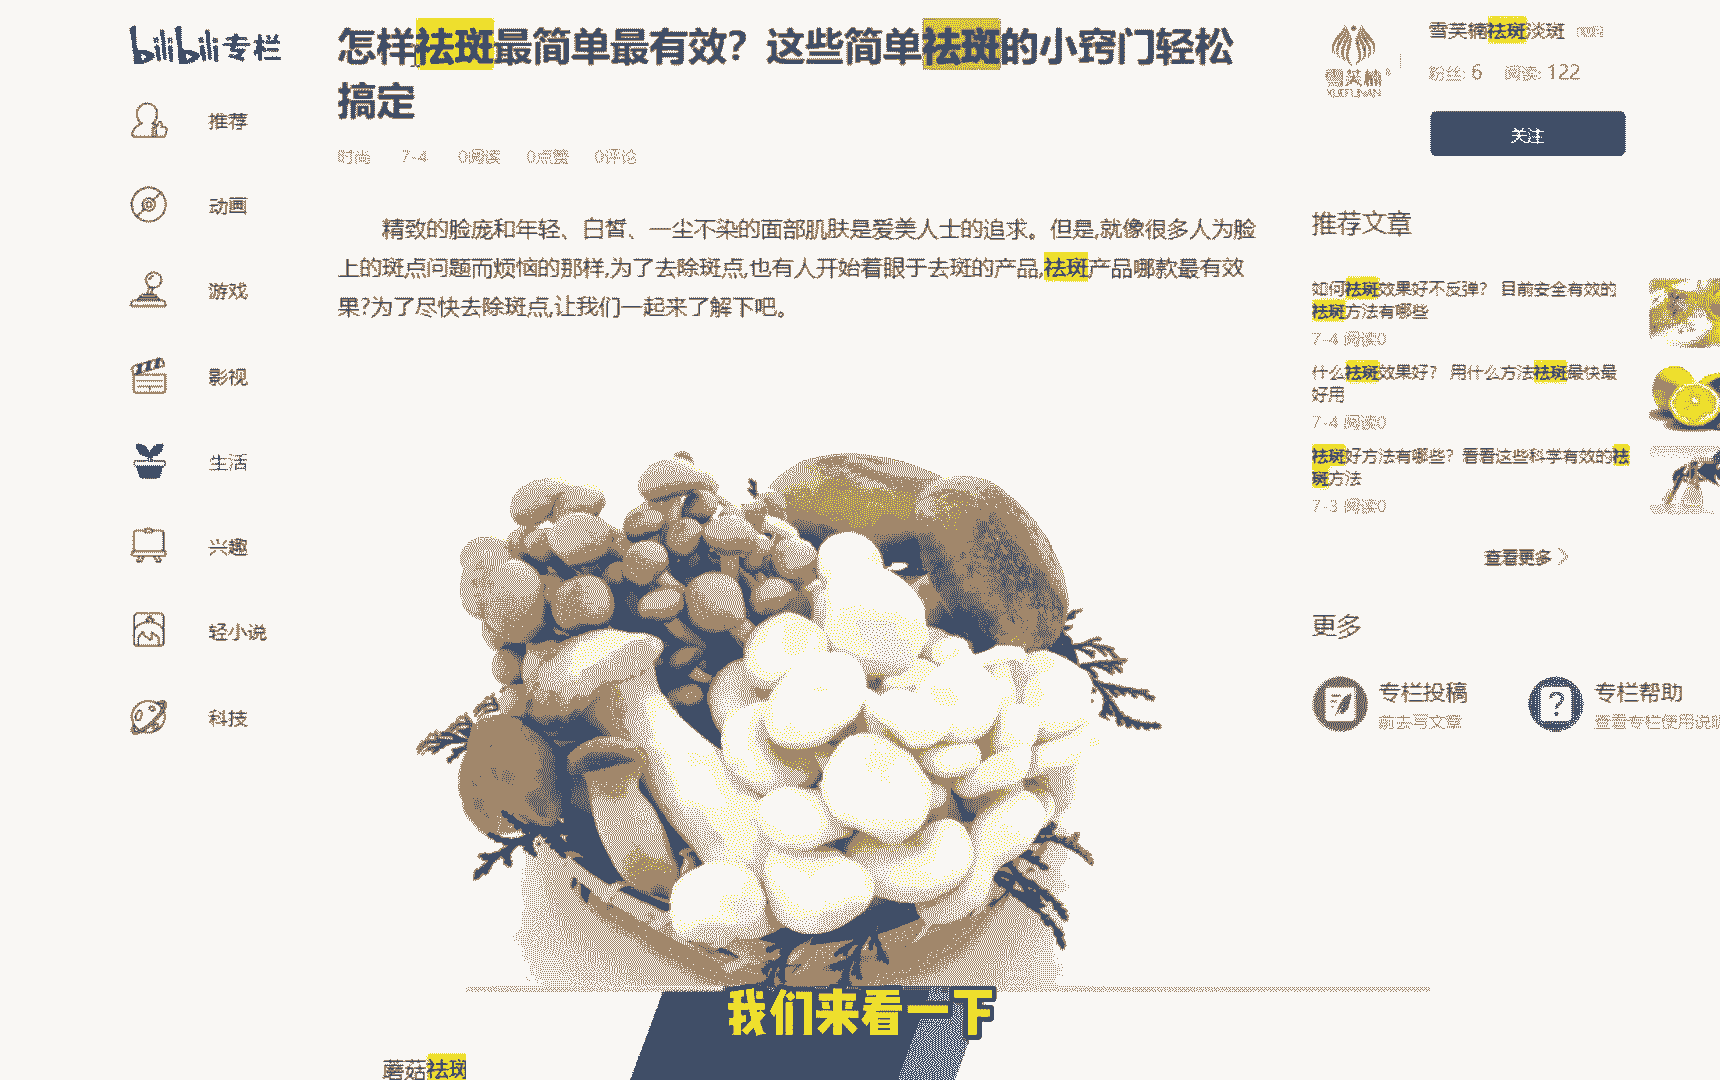 bilibili专栏
推荐
动画
游戏
影视
生活
兴趣
轻小说
科技
怎样祛斑最简单最有效？这些简单祛斑的小窍门轻松
搞定
时尚 7-4 0阅读 0点赞 0评论
精致的脸庞和年轻、白皙、一尘不染的面部肌肤是爱美人士的追求。但是,就像很多人为脸
上的斑点问题而烦恼的那样,为了去除斑点,也有人开始着眼于去斑的产品,祛斑产品哪款最有效
果?为了尽快去除斑点,让我们一起来了解下吧。
我们来看一下
蘑菇祛斑
雪芙楠
XUEFUNAN
雪芙楠祛斑淡斑
粉丝: 6 阅读: 122
关注
推荐文章
如何祛斑效果好不反弹？ 目前安全有效的
祛斑方法有哪些
7-4 阅读0
什么祛斑效果好？ 用什么方法祛斑最快最
好用
7-4 阅读0
祛斑好方法有哪些？看看这些科学有效的祛
斑方法
7-3 阅读0
查看更多 >
更多
专栏投稿
前去写文章
专栏帮助
查看专栏使用说明